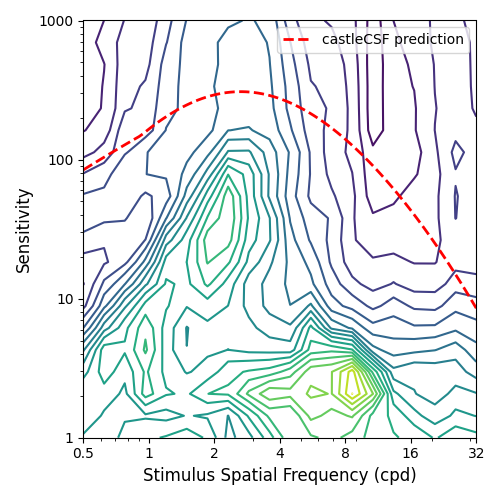 1000
castleCSF prediction
100
Sensitivity
10
1
0.5 1 2 4 8 16 32
Stimulus Spatial Frequency (cpd)